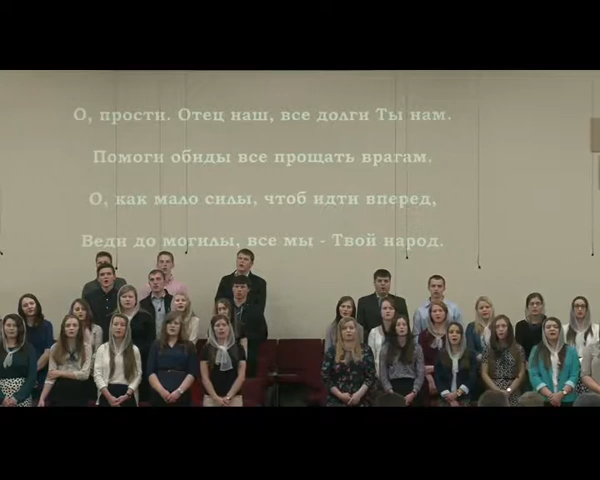 О, прости. Отец наш, все долги Ты нам.
Помоги обиды все прощать врагам.
О, как мало силы, чтоб идти вперед,
Веди до могилы, все мы - Твой народ.